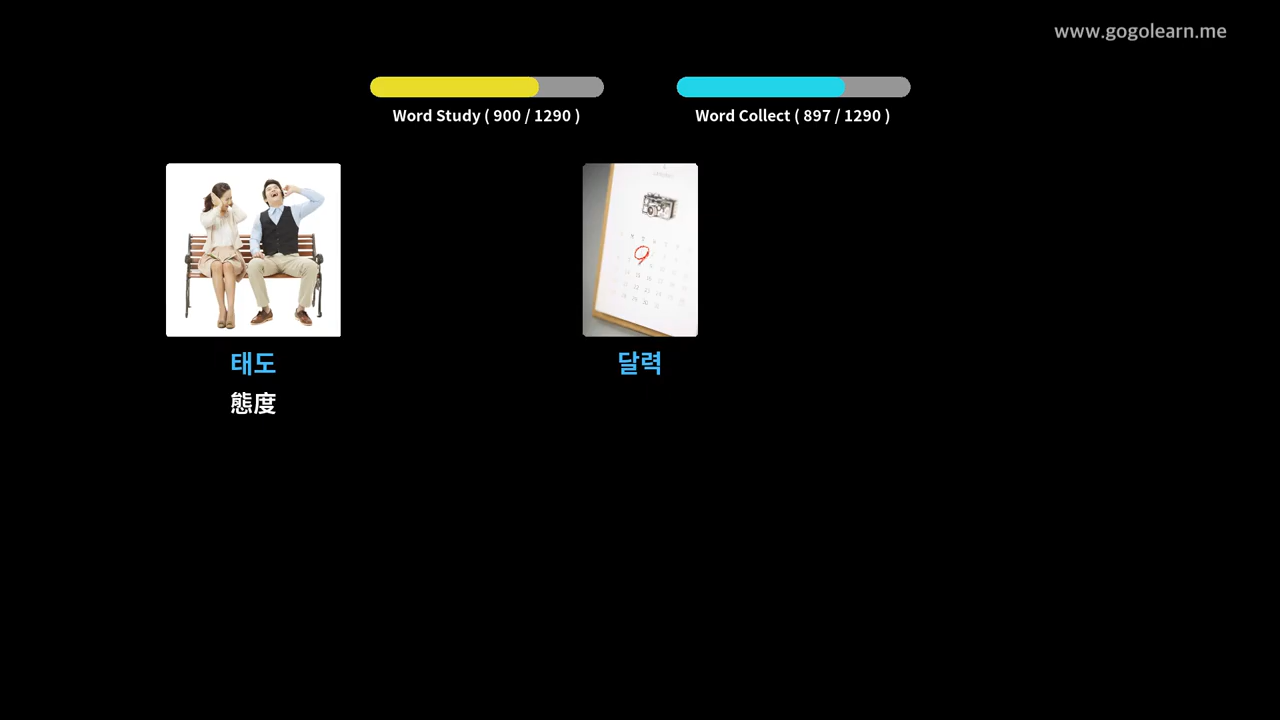 www.gogolearn.me
Word Study ( 900 / 1290 )
Word Collect ( 897 / 1290 )
태도
態度
달력